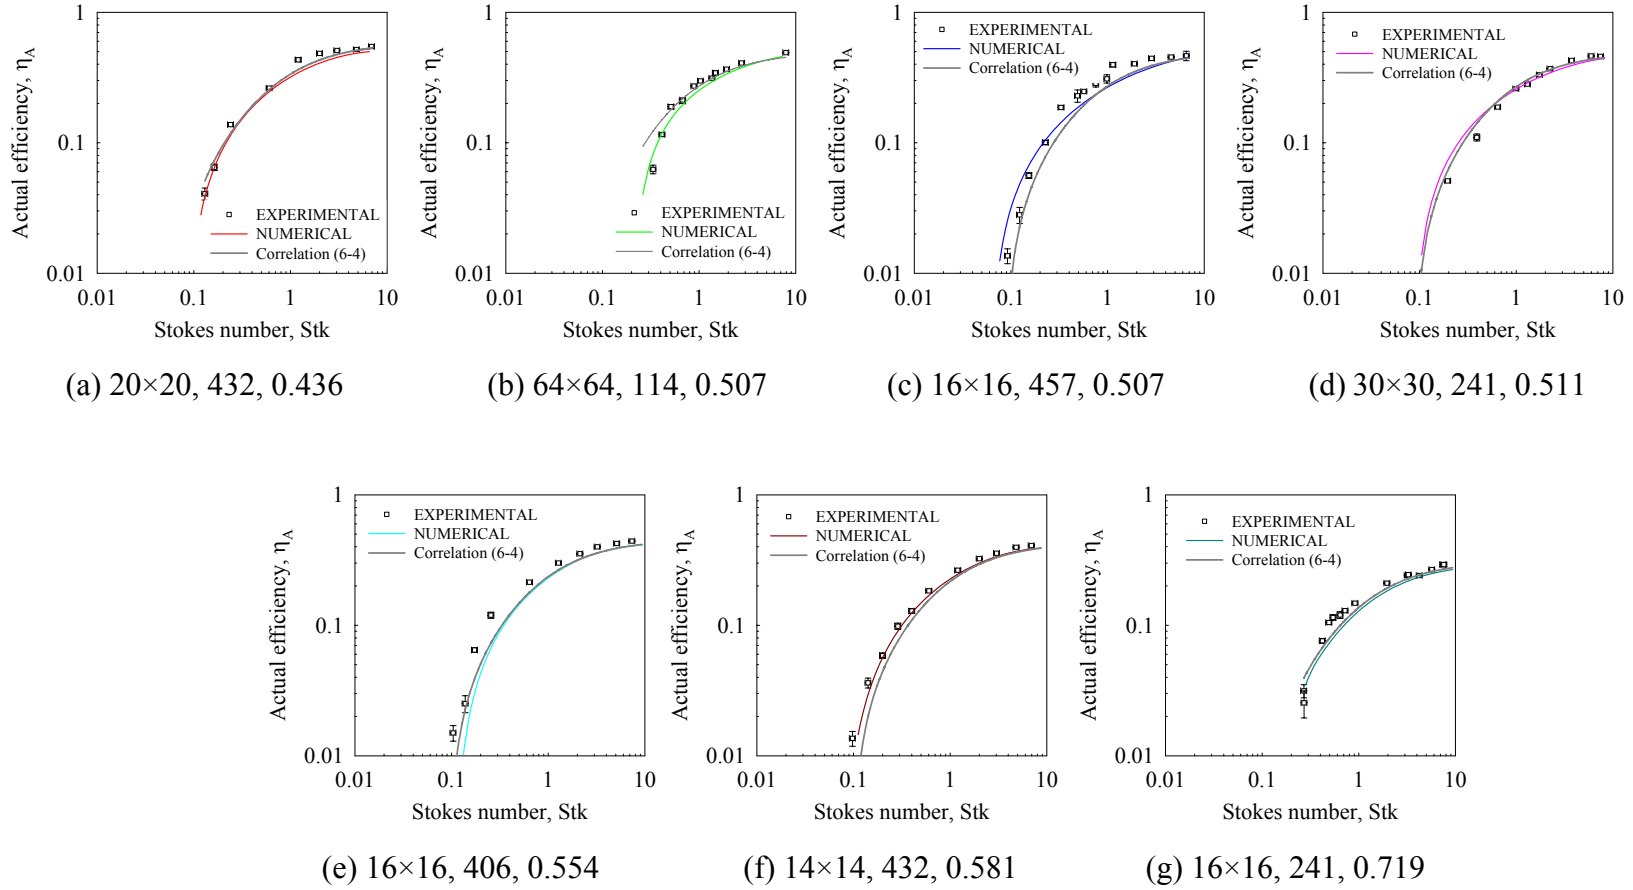 Actual efficiency, ηA
1
0.1
0.01
EXPERIMENTAL
NUMERICAL
Correlation (6-4)
0.01 0.1 1 10
Stokes number, Stk
(a) 20×20, 432, 0.436
Actual efficiency, ηA
1
0.1
0.01
EXPERIMENTAL
NUMERICAL
Correlation (6-4)
0.01 0.1 1 10
Stokes number, Stk
(b) 64×64, 114, 0.507
Actual efficiency, ηA
1
0.1
0.01
EXPERIMENTAL
NUMERICAL
Correlation (6-4)
0.01 0.1 1 10
Stokes number, Stk
(c) 16×16, 457, 0.507
Actual efficiency, ηA
1
0.1
0.01
EXPERIMENTAL
NUMERICAL
Correlation (6-4)
0.01 0.1 1 10
Stokes number, Stk
(d) 30×30, 241, 0.511
Actual efficiency, ηA
1
0.1
0.01
EXPERIMENTAL
NUMERICAL
Correlation (6-4)
0.01 0.1 1 10
Stokes number, Stk
(e) 16×16, 406, 0.554
Actual efficiency, ηA
1
0.1
0.01
EXPERIMENTAL
NUMERICAL
Correlation (6-4)
0.01 0.1 1 10
Stokes number, Stk
(f) 14×14, 432, 0.581
Actual efficiency, ηA
1
0.1
0.01
EXPERIMENTAL
NUMERICAL
Correlation (6-4)
0.01 0.1 1 10
Stokes number, Stk
(g) 16×16, 241, 0.719